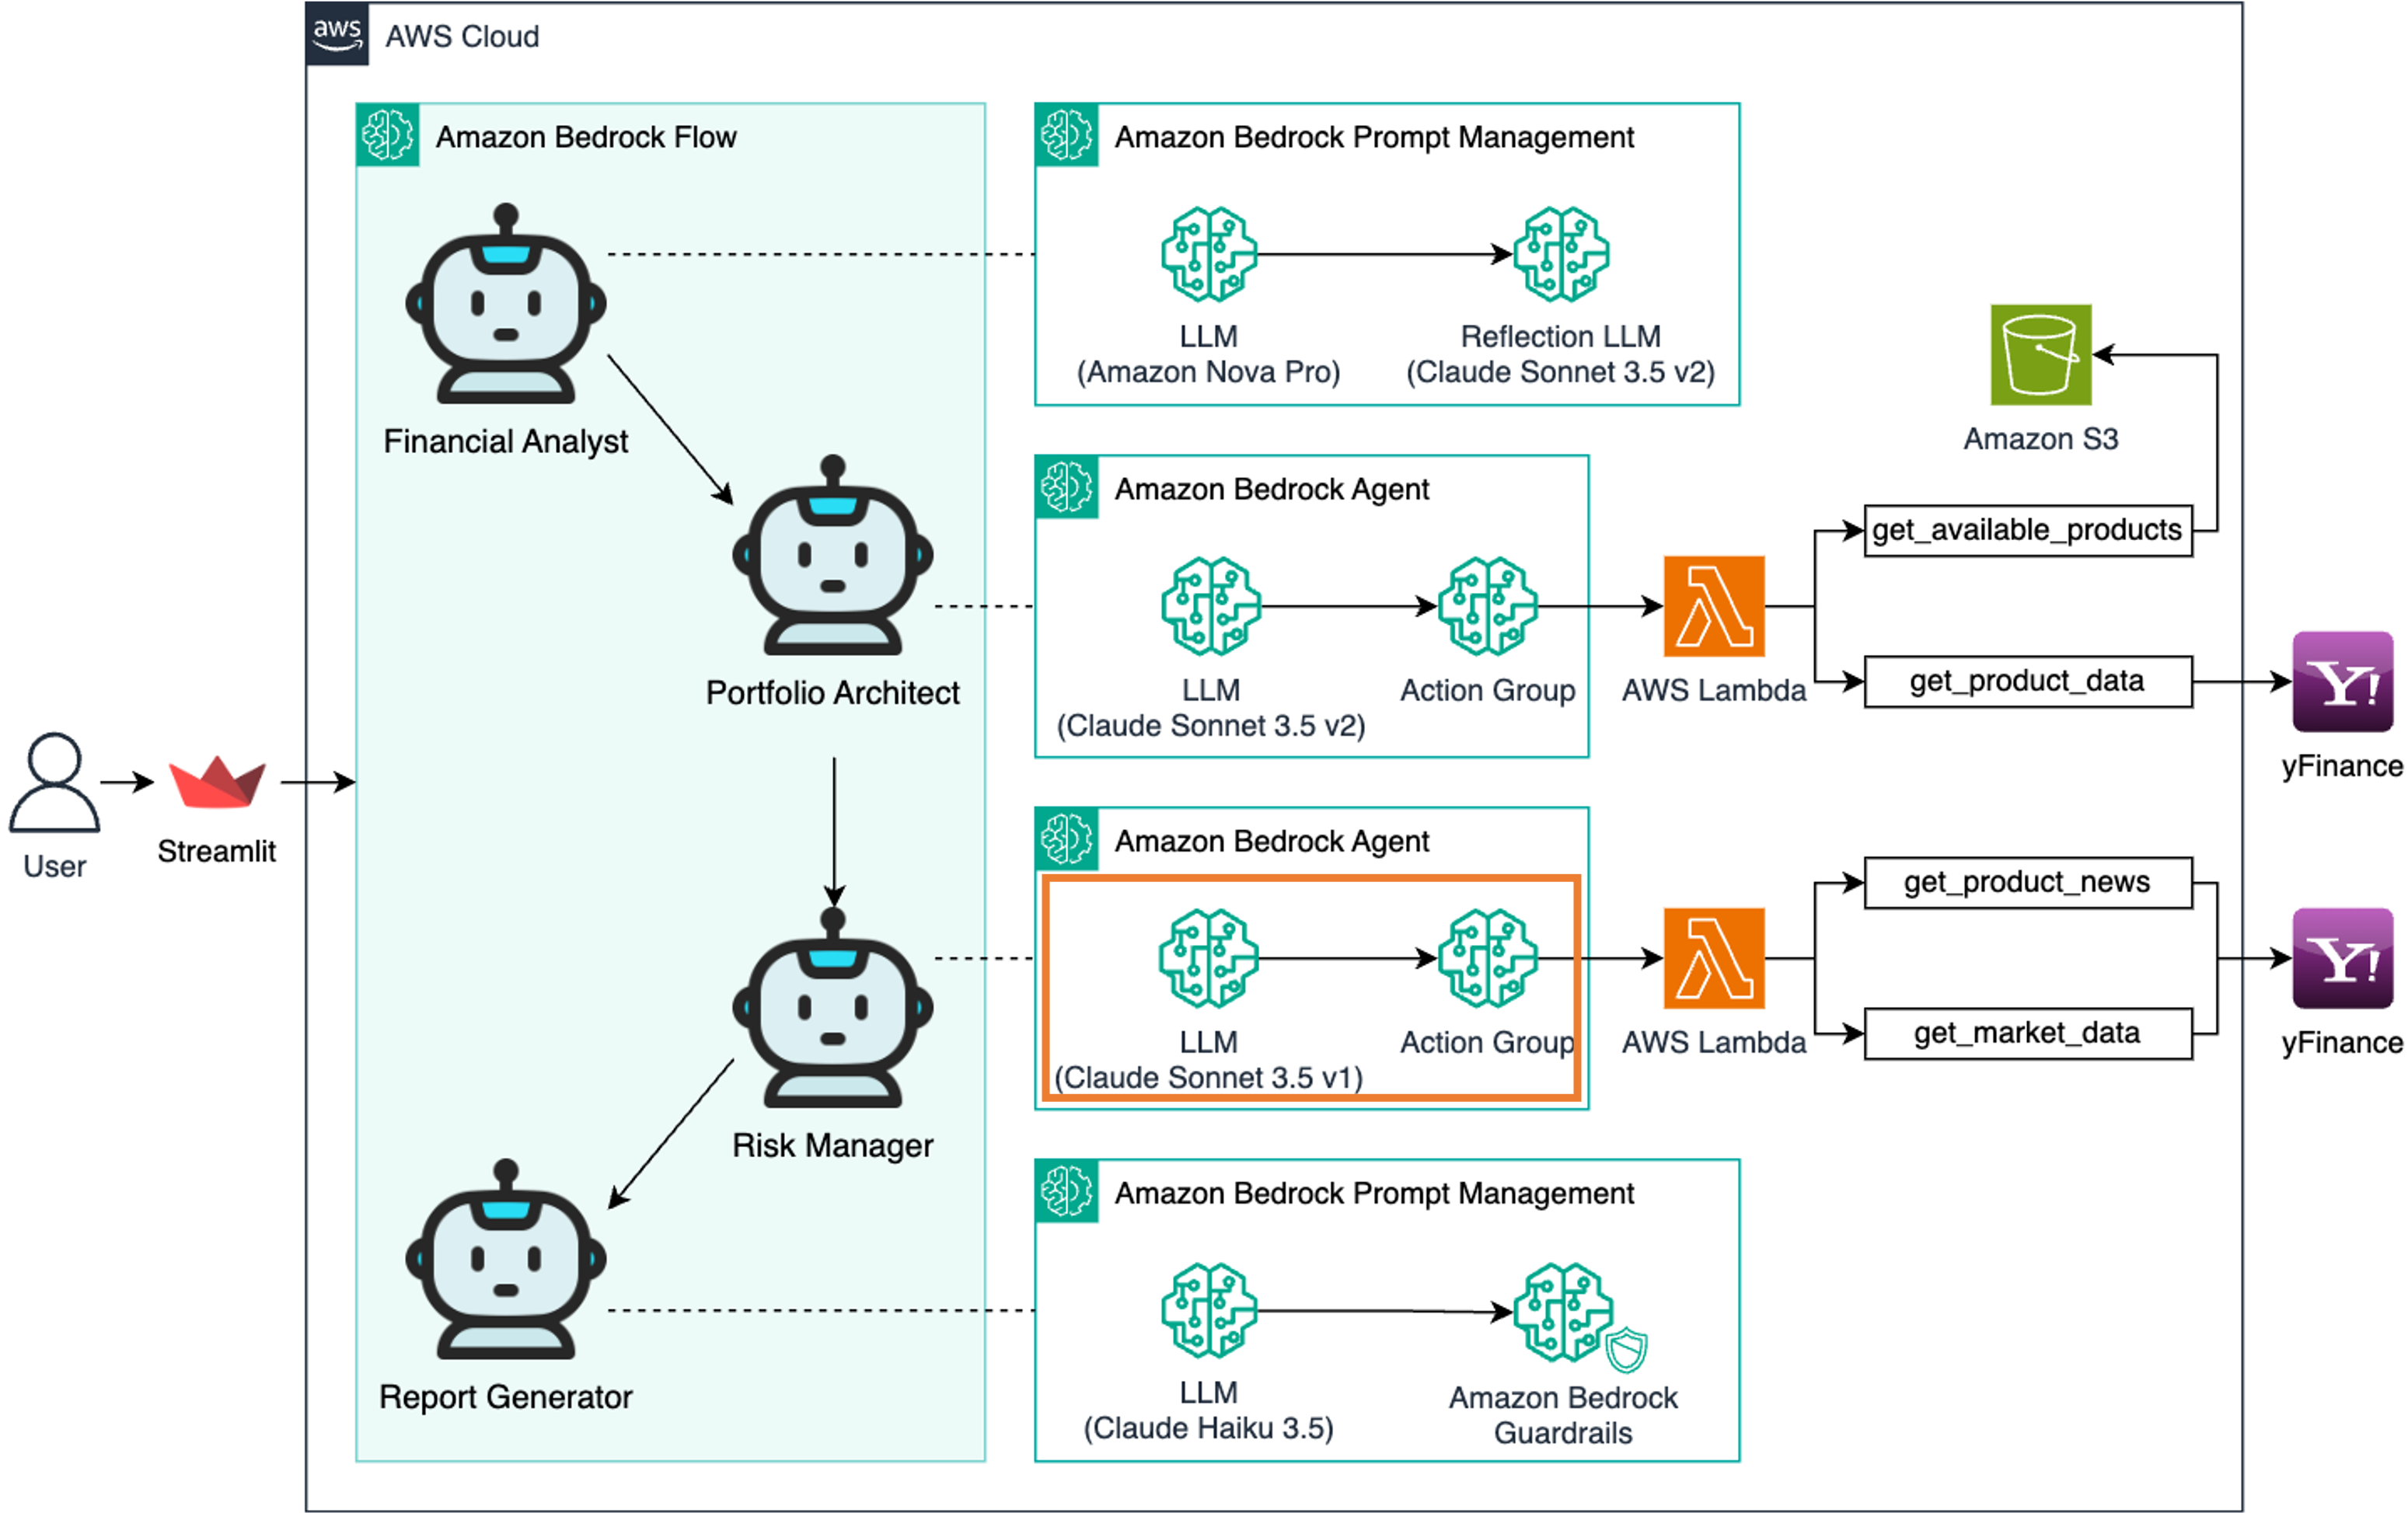 aws
AWS Cloud
Amazon Bedrock Flow
Financial Analyst
Portfolio Architect
Risk Manager
Report Generator
User
Streamlit
Amazon Bedrock Prompt Management
LLM
(Amazon Nova Pro)
Reflection LLM
(Claude Sonnet 3.5 v2)
Amazon Bedrock Agent
LLM
(Claude Sonnet 3.5 v2)
Action Group
AWS Lambda
get_available_products
get_product_data
Amazon S3
Y!
yFinance
Amazon Bedrock Agent
LLM
(Claude Sonnet 3.5 v1)
Action Group
AWS Lambda
get_product_news
get_market_data
Y!
yFinance
Amazon Bedrock Prompt Management
LLM
(Claude Haiku 3.5)
Amazon Bedrock
Guardrails